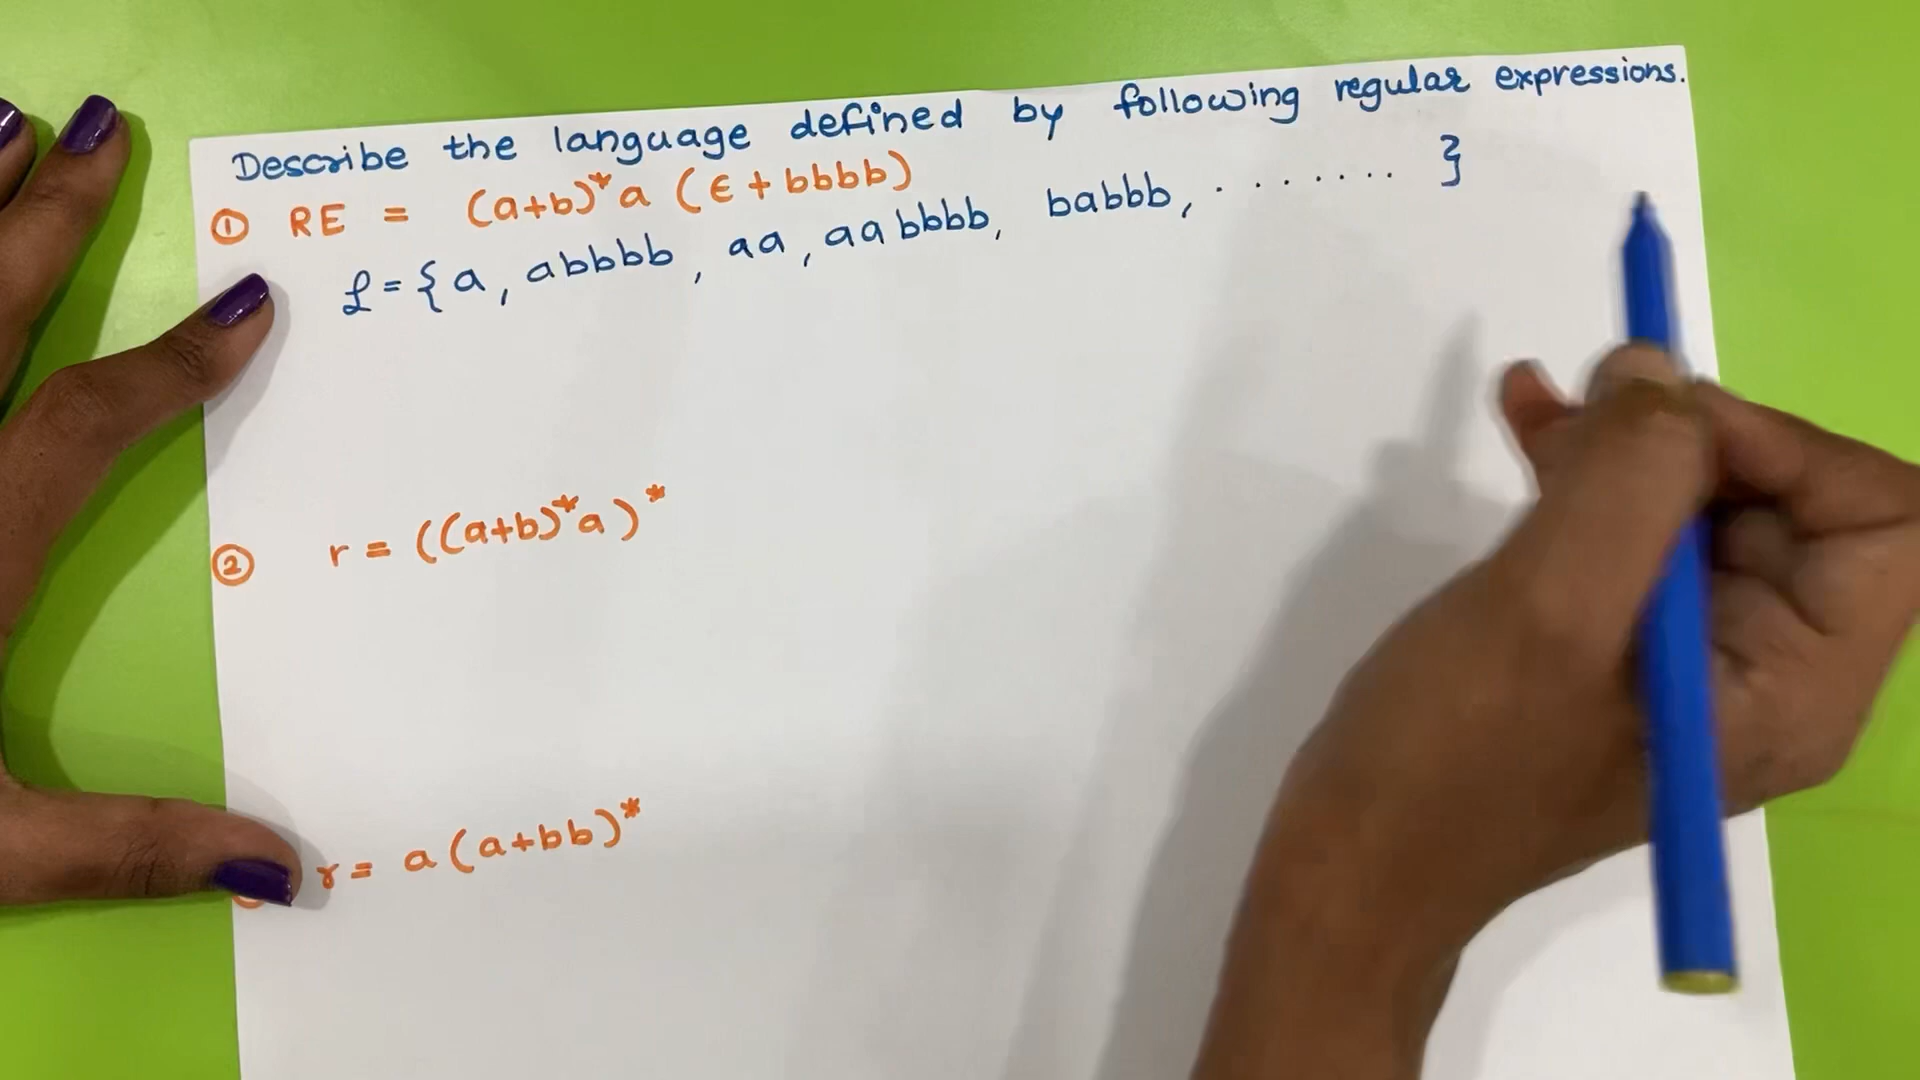 Describe the language defined by following regular expressions.
① RE = (a+b)*a (ϵ + bbbb)
ℒ = {a, abbbb, aa, aabbbb, babbb, ........ }
② r = ((a+b)*a)*
r = a(a+bb)*